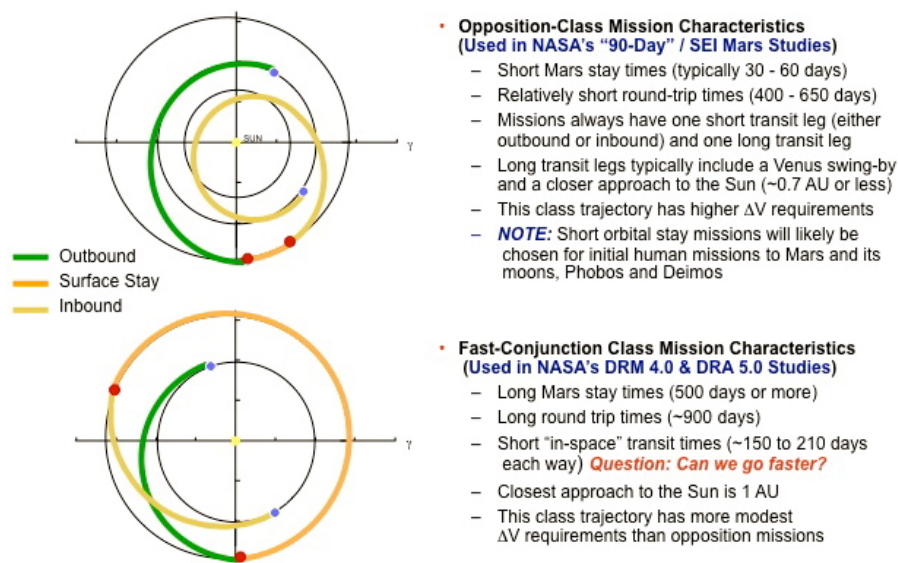 • Opposition-Class Mission Characteristics
(Used in NASA's "90-Day" / SEI Mars Studies)
– Short Mars stay times (typically 30 - 60 days)
– Relatively short round-trip times (400 - 650 days)
– Missions always have one short transit leg (either
outbound or inbound) and one long transit leg
– Long transit legs typically include a Venus swing-by
and a closer approach to the Sun (~0.7 AU or less)
– This class trajectory has higher ΔV requirements
– NOTE: Short orbital stay missions will likely be
chosen for initial human missions to Mars and its
moons, Phobos and Deimos
SUN
γ
Outbound
Surface Stay
Inbound
γ
• Fast-Conjunction Class Mission Characteristics
(Used in NASA's DRM 4.0 & DRA 5.0 Studies)
– Long Mars stay times (500 days or more)
– Long round trip times (~900 days)
– Short "in-space" transit times (~150 to 210 days
each way) Question: Can we go faster?
– Closest approach to the Sun is 1 AU
– This class trajectory has more modest
ΔV requirements than opposition missions